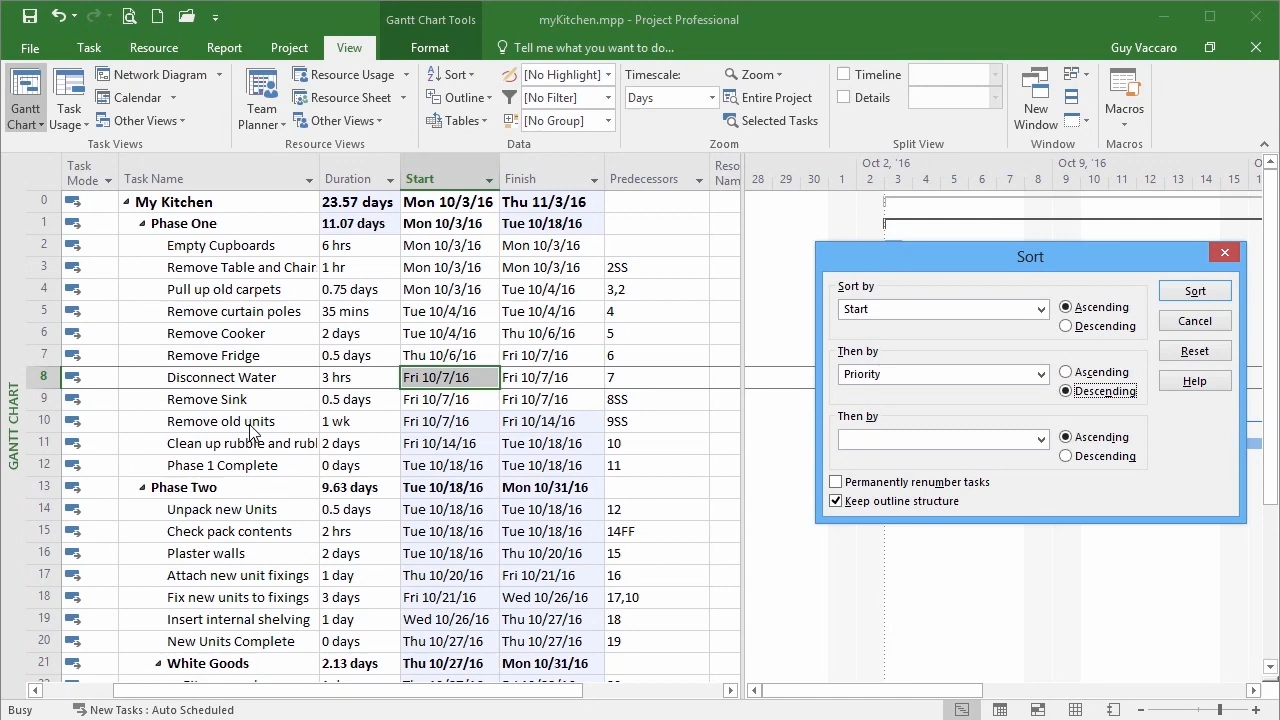 Gantt Chart Tools
myKitchen.mpp - Project Professional
File Task Resource Report Project View Format Tell me what you want to do... Guy Vaccaro
Gantt Chart
Task Usage
Network Diagram
Calendar
Other Views
Task Views
Team Planner
Resource Usage
Resource Sheet
Other Views
Resource Views
Sort
Outline
Tables
[No Highlight]
[No Filter]
[No Group]
Data
Timescale:
Days
Zoom
Entire Project
Selected Tasks
Zoom
Timeline
Details
Split View
New Window
Window
Macros
Macros
GANTT CHART
Task Mode Task Name Duration Start Finish Predecessors Reso Nam
Oct 2, '16 Oct 9, '16 O
28 29 30 1 2 3 4 5 6 7 8 9 10 11 12 13 14 15 1
0 My Kitchen 23.57 days Mon 10/3/16 Thu 11/3/16
1 Phase One 11.07 days Mon 10/3/16 Tue 10/18/16
2 Empty Cupboards 6 hrs Mon 10/3/16 Mon 10/3/16
3 Remove Table and Chair 1 hr Mon 10/3/16 Mon 10/3/16 2SS
4 Pull up old carpets 0.75 days Mon 10/3/16 Tue 10/4/16 3,2
5 Remove curtain poles 35 mins Tue 10/4/16 Tue 10/4/16 4
6 Remove Cooker 2 days Tue 10/4/16 Thu 10/6/16 5
7 Remove Fridge 0.5 days Thu 10/6/16 Fri 10/7/16 6
8 Disconnect Water 3 hrs Fri 10/7/16 Fri 10/7/16 7
9 Remove Sink 0.5 days Fri 10/7/16 Fri 10/7/16 8SS
10 Remove old units 1 wk Fri 10/7/16 Fri 10/14/16 9SS
11 Clean up rubble and rubl 2 days Fri 10/14/16 Tue 10/18/16 10
12 Phase 1 Complete 0 days Tue 10/18/16 Tue 10/18/16 11
13 Phase Two 9.63 days Tue 10/18/16 Mon 10/31/16
14 Unpack new Units 0.5 days Tue 10/18/16 Tue 10/18/16 12
15 Check pack contents 2 hrs Tue 10/18/16 Tue 10/18/16 14FF
16 Plaster walls 2 days Tue 10/18/16 Thu 10/20/16 15
17 Attach new unit fixings 1 day Thu 10/20/16 Fri 10/21/16 16
18 Fix new units to fixings 3 days Fri 10/21/16 Wed 10/26/16 17,10
19 Insert internal shelving 1 day Wed 10/26/16 Thu 10/27/16 18
20 New Units Complete 0 days Thu 10/27/16 Thu 10/27/16 19
21 White Goods 2.13 days Thu 10/27/16 Mon 10/31/16
Sort
Sort by
Start
Ascending
Descending
Then by
Priority
Ascending
Descending
Then by
Ascending
Descending
Permanently renumber tasks
Keep outline structure
Sort
Cancel
Reset
Help
Busy New Tasks : Auto Scheduled